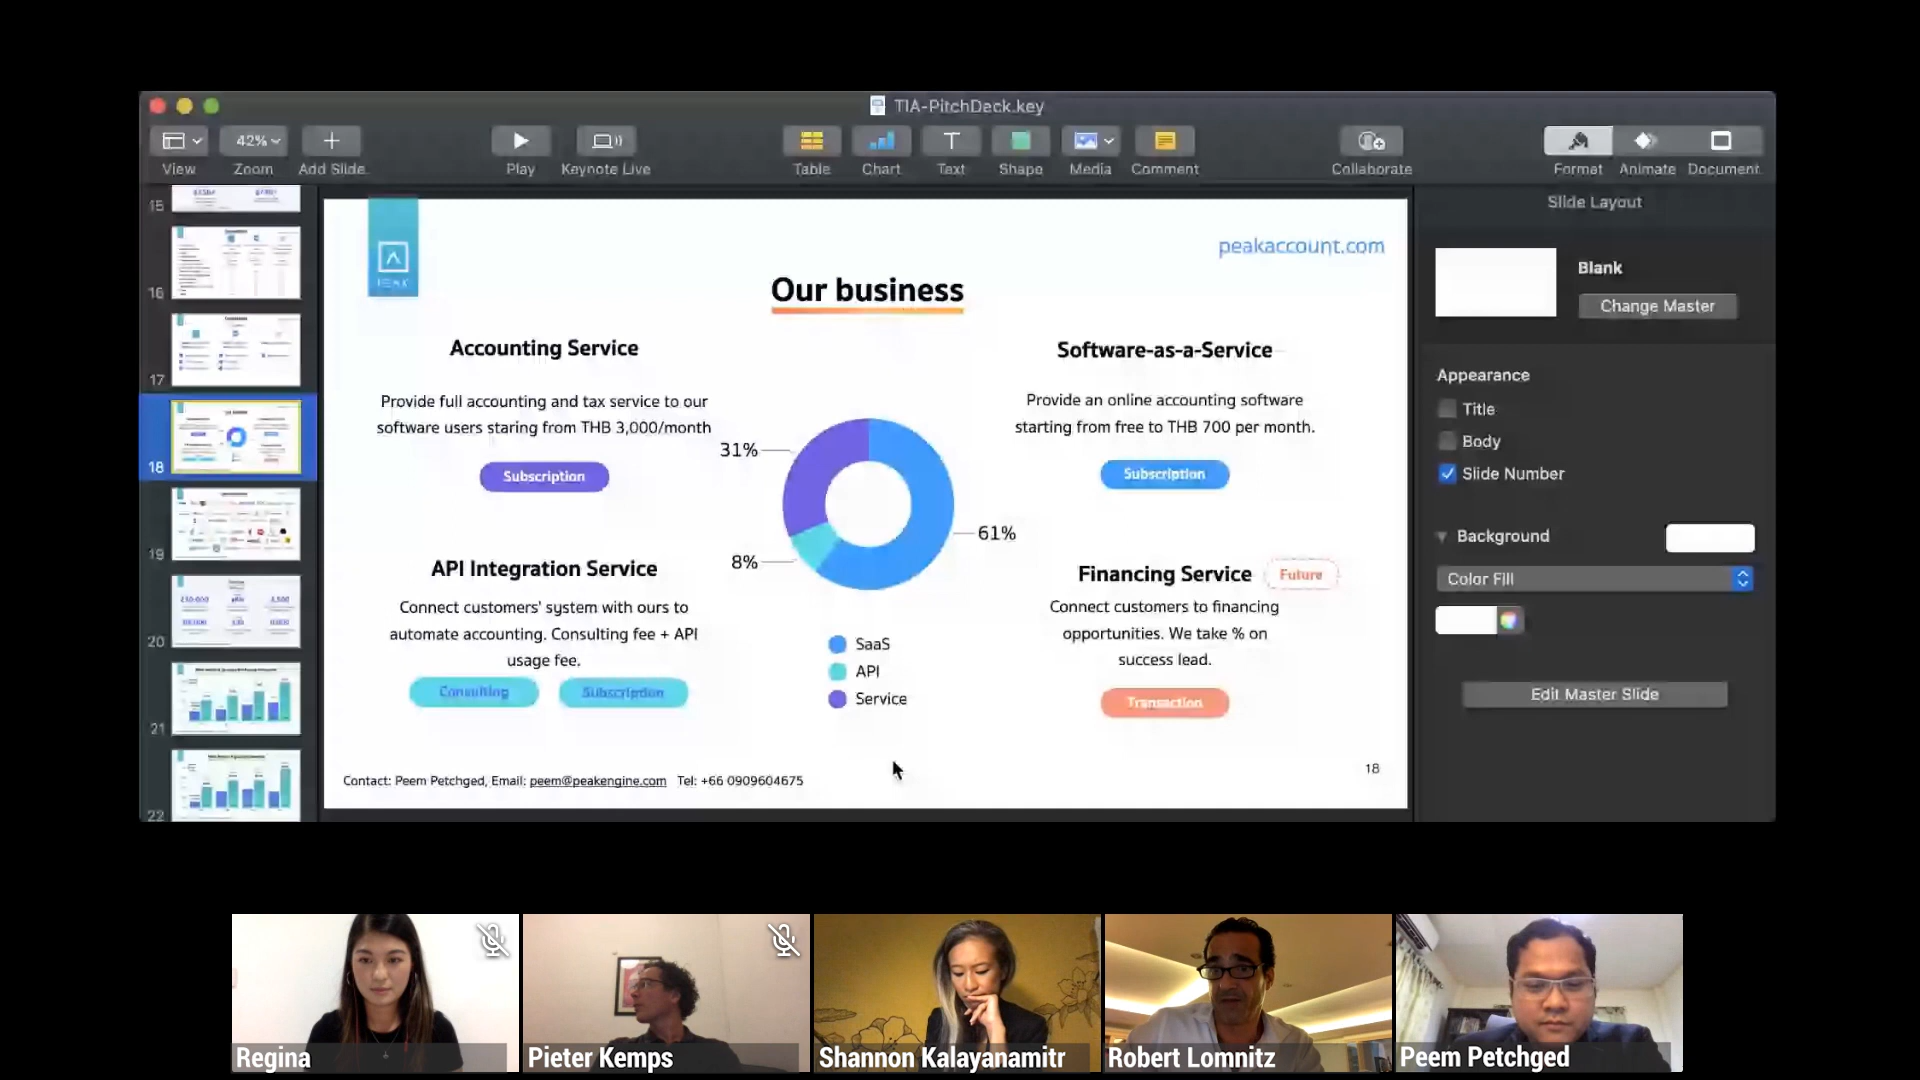 TIA-PitchDeck.key
42%
View
Zoom
Add Slide
Play
Keynote Live
Table
Chart
Text
Shape
Media
Comment
Collaborate
Format
Animate
Document
15
16
17
18
19
20
21
22
peakaccount.com
Our business
Accounting Service
Provide full accounting and tax service to our
software users staring from THB 3,000/month
Subscription
Software-as-a-Service
Provide an online accounting software
starting from free to THB 700 per month.
Subscription
31%
61%
8%
API Integration Service
Connect customers' system with ours to
automate accounting. Consulting fee + API
usage fee.
Consulting
Subscription
SaaS
API
Service
Financing Service
Future
Connect customers to financing
opportunities. We take % on
success lead.
Transaction
Contact: Peem Petchged, Email: peem@peakengine.com Tel: +66 0909604675
18
Slide Layout
Blank
Change Master
Appearance
Title
Body
Slide Number
Background
Color Fill
Edit Master Slide
Regina
Pieter Kemps
Shannon Kalayanamitr
Robert Lomnitz
Peem Petchged